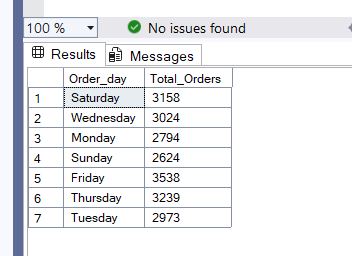 100 % No issues found
Results Messages
Order_day Total_Orders
1 Saturday 3158
2 Wednesday 3024
3 Monday 2794
4 Sunday 2624
5 Friday 3538
6 Thursday 3239
7 Tuesday 2973